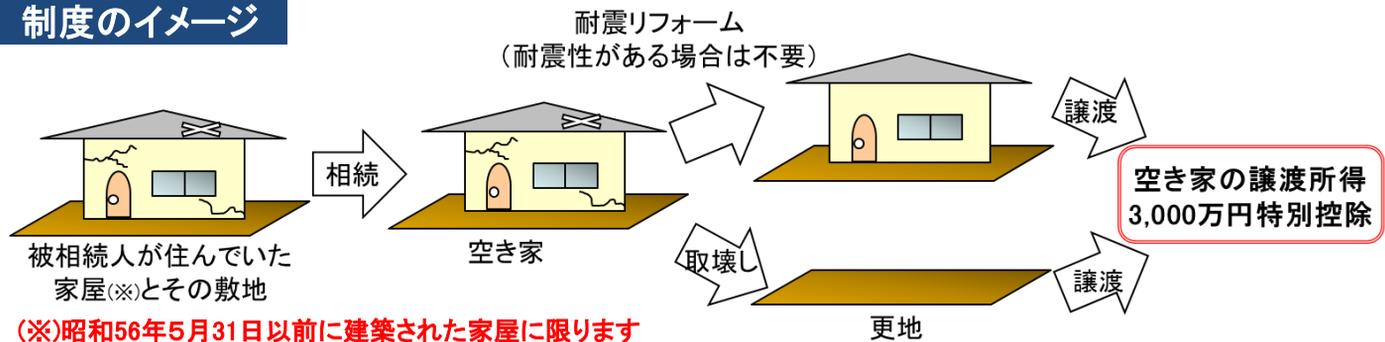 制度のイメージ
耐震リフォーム
（耐震性がある場合は不要）
譲渡
相続
空き家の譲渡所得
3,000万円特別控除
被相続人が住んでいた
家屋(※)とその敷地
空き家
取壊し
譲渡
更地
(※)昭和56年５月31日以前に建築された家屋に限ります